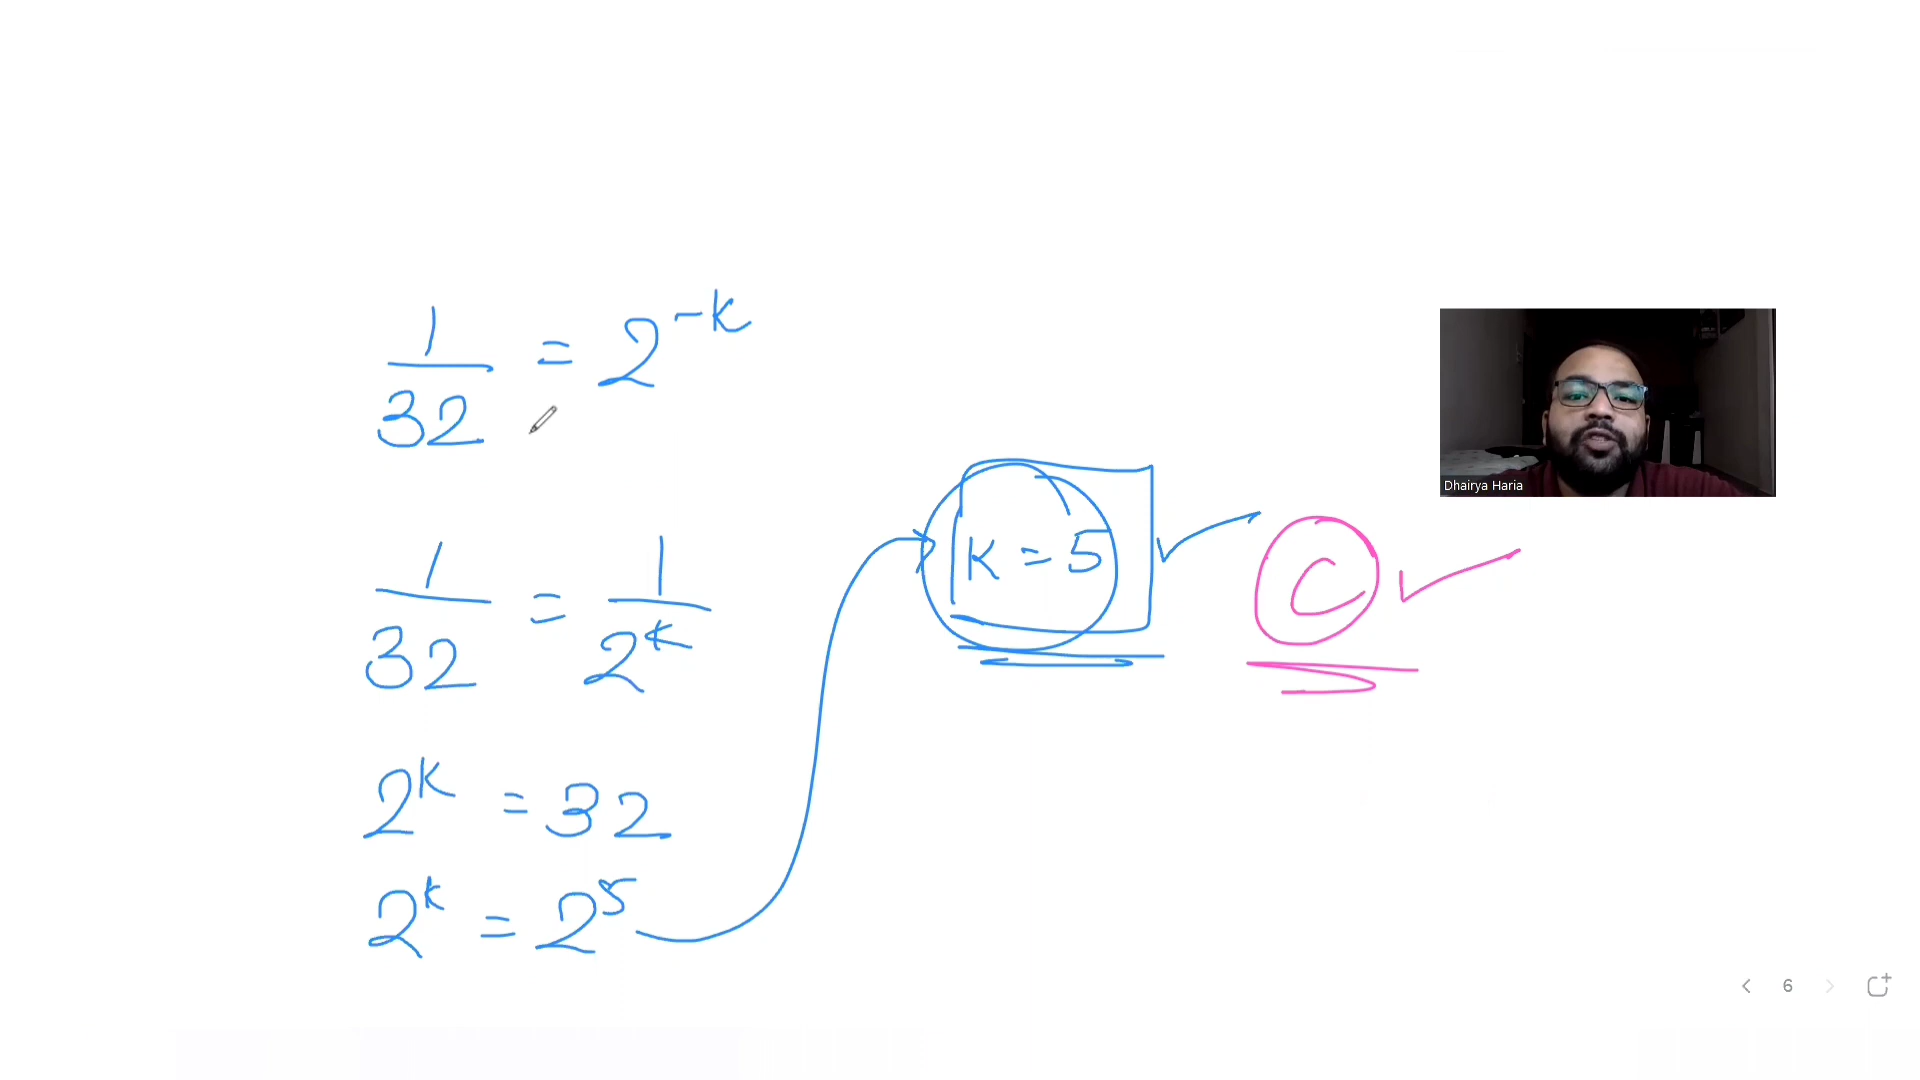 1/32 = 2^-k
1/32 = 1/2^k
2^k = 32
2^k = 2^5
K = 5
C
Dhairya Haria
6